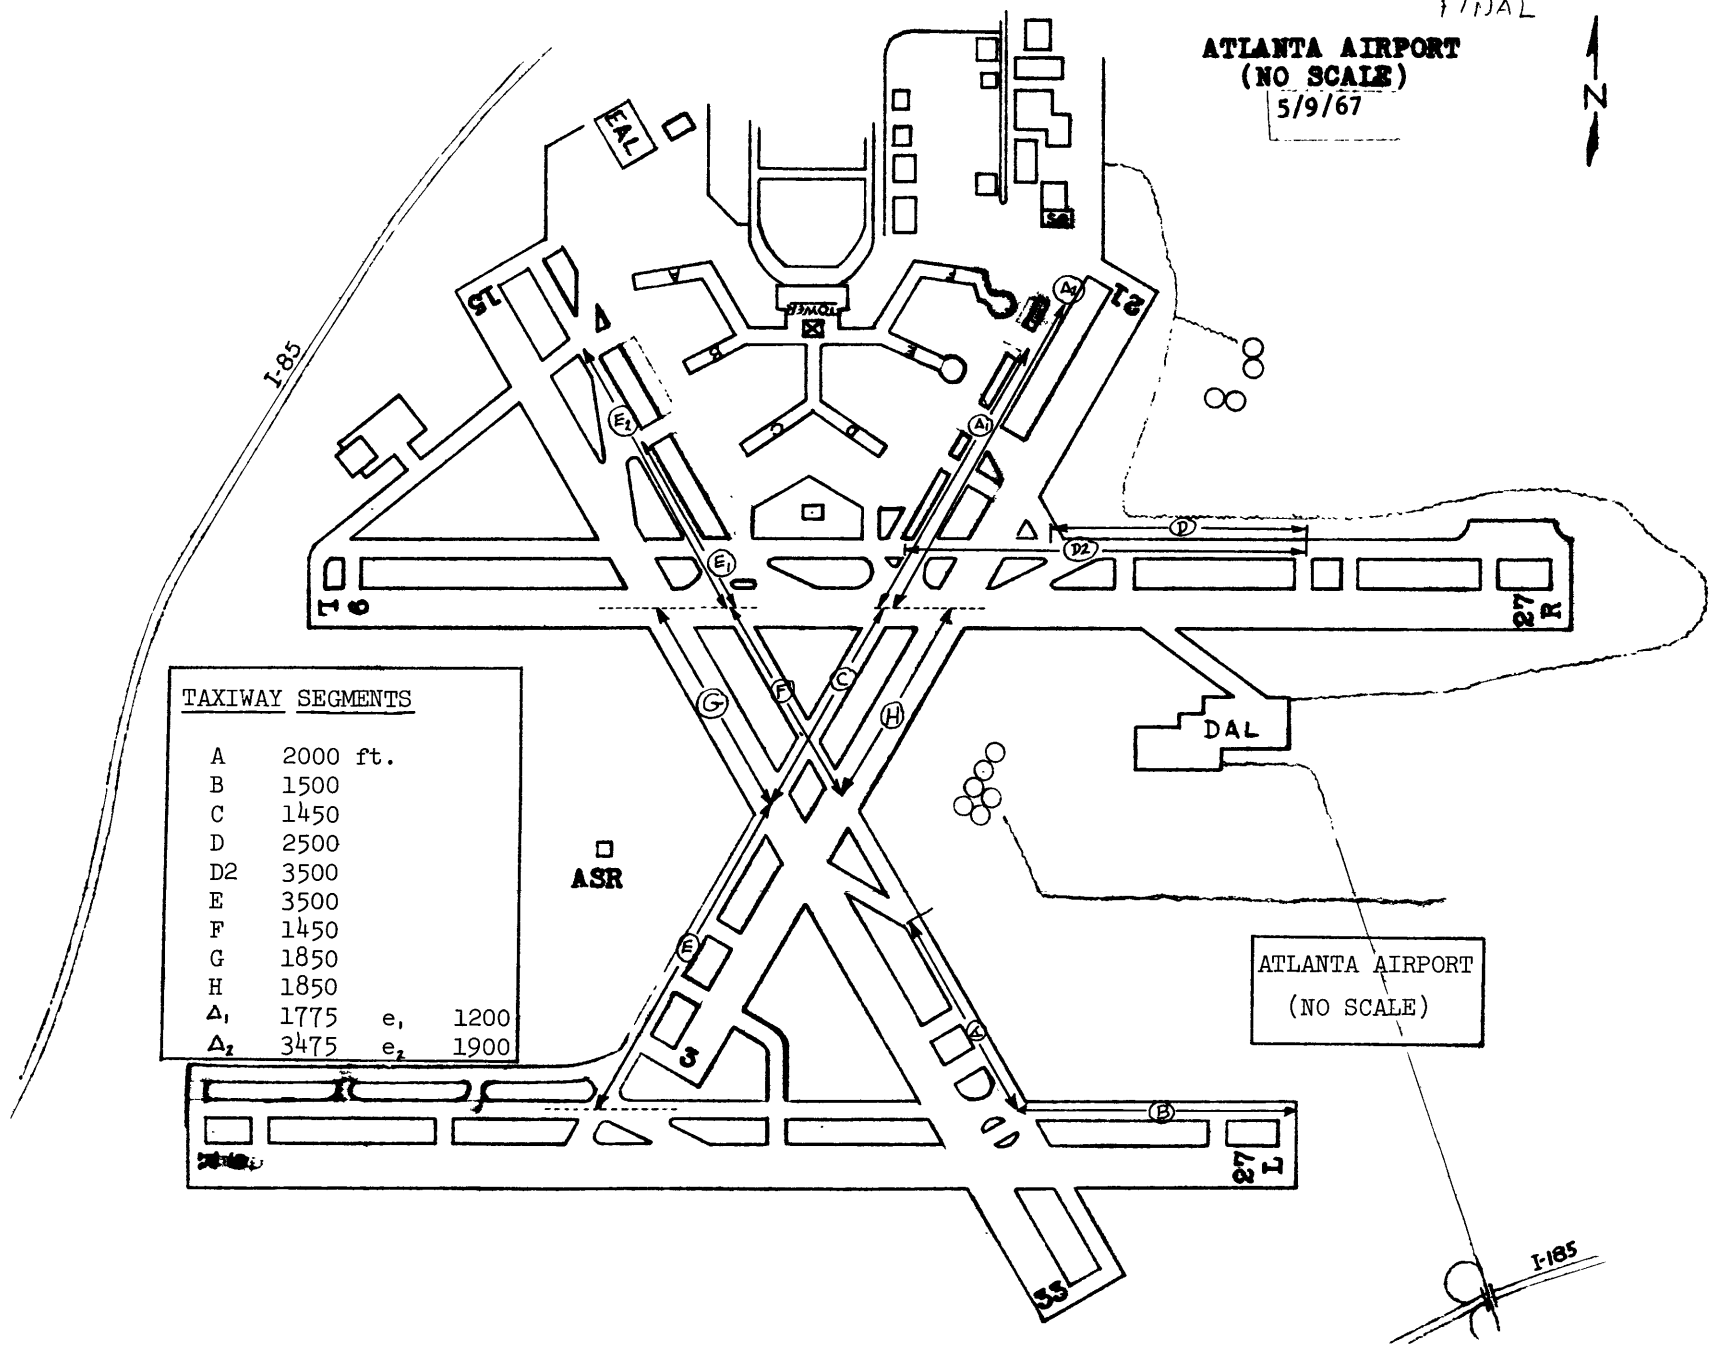 FINAL
ATLANTA AIRPORT
(NO SCALE)
5/9/67
N
EAL
I-85
15
21
A
F
TOWER
B
E
C
D
Δ1
E2
Δ1
D
D2
E1
9
L
27
R
G
F
C
H
DAL
TAXIWAY SEGMENTS
A 2000 ft.
B 1500
C 1450
D 2500
D2 3500
E 3500
F 1450
G 1850
H 1850
Δ1 1775 e1 1200
Δ2 3475 e2 1900
ASR
E
A
3
B
27
L
33
ATLANTA AIRPORT
(NO SCALE)
I-185